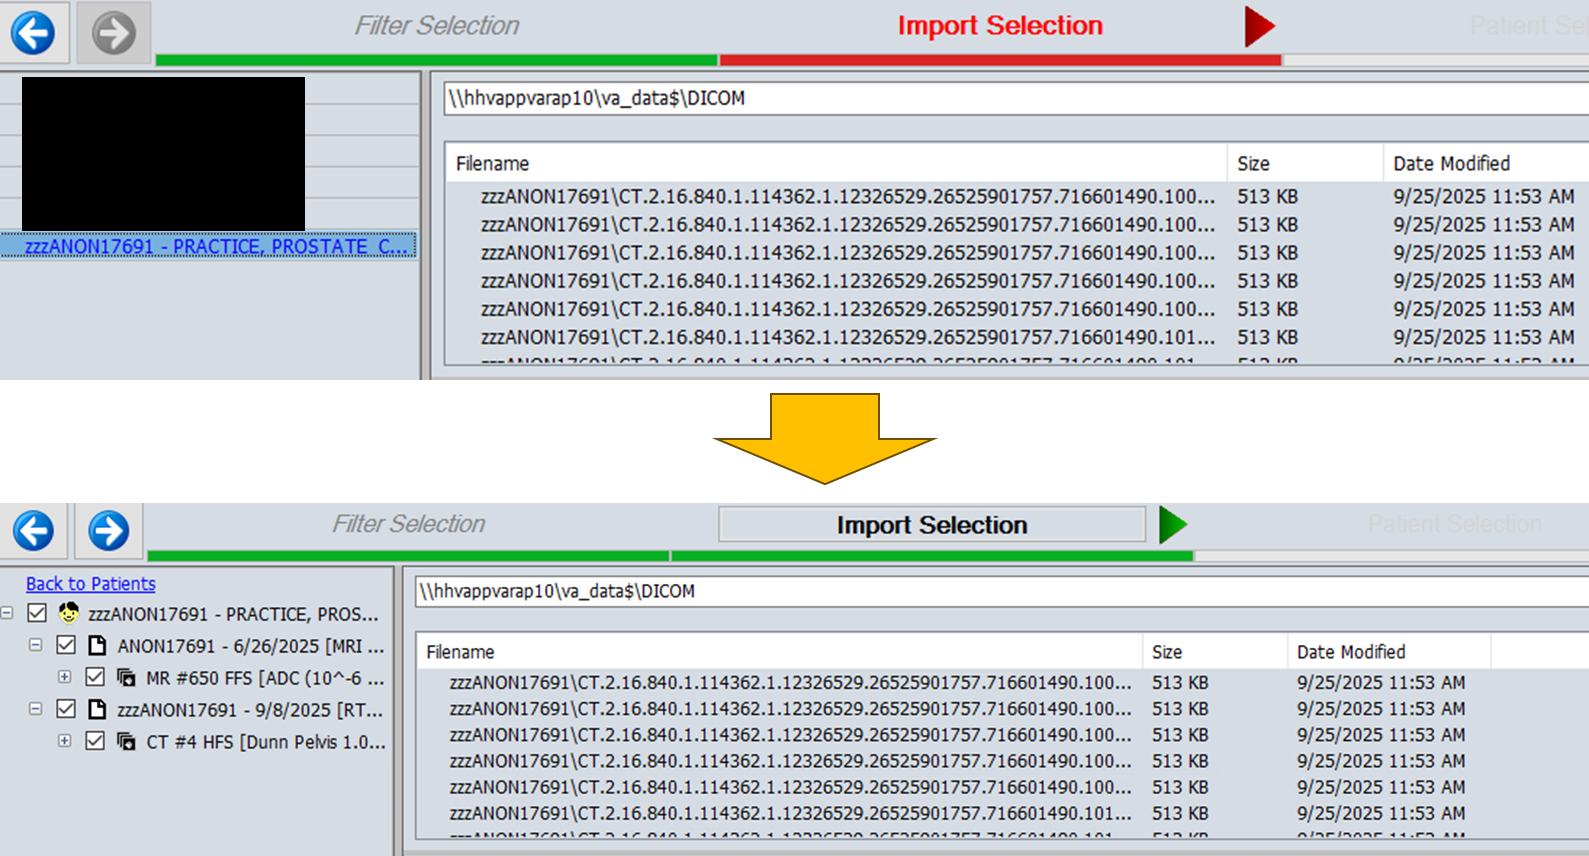 Filter Selection
Import Selection
Patient Sel
\\hhvappvarap10\va_data$\DICOM
Filename Size Date Modified
zzzANON17691\CT.2.16.840.1.114362.1.12326529.26525901757.716601490.100... 513 KB 9/25/2025 11:53 AM
zzzANON17691\CT.2.16.840.1.114362.1.12326529.26525901757.716601490.100... 513 KB 9/25/2025 11:53 AM
zzzANON17691\CT.2.16.840.1.114362.1.12326529.26525901757.716601490.100... 513 KB 9/25/2025 11:53 AM
zzzANON17691\CT.2.16.840.1.114362.1.12326529.26525901757.716601490.100... 513 KB 9/25/2025 11:53 AM
zzzANON17691\CT.2.16.840.1.114362.1.12326529.26525901757.716601490.100... 513 KB 9/25/2025 11:53 AM
zzzANON17691\CT.2.16.840.1.114362.1.12326529.26525901757.716601490.101... 513 KB 9/25/2025 11:53 AM
zzzANON17691 - PRACTICE, PROSTATE C...
Filter Selection
Import Selection
Patient Selection
Back to Patients
zzzANON17691 - PRACTICE, PROS...
ANON17691 - 6/26/2025 [MRI ...
MR #650 FFS [ADC (10^-6 ...
zzzANON17691 - 9/8/2025 [RT...
CT #4 HFS [Dunn Pelvis 1.0...
\\hhvappvarap10\va_data$\DICOM
Filename Size Date Modified
zzzANON17691\CT.2.16.840.1.114362.1.12326529.26525901757.716601490.100... 513 KB 9/25/2025 11:53 AM
zzzANON17691\CT.2.16.840.1.114362.1.12326529.26525901757.716601490.100... 513 KB 9/25/2025 11:53 AM
zzzANON17691\CT.2.16.840.1.114362.1.12326529.26525901757.716601490.100... 513 KB 9/25/2025 11:53 AM
zzzANON17691\CT.2.16.840.1.114362.1.12326529.26525901757.716601490.100... 513 KB 9/25/2025 11:53 AM
zzzANON17691\CT.2.16.840.1.114362.1.12326529.26525901757.716601490.100... 513 KB 9/25/2025 11:53 AM
zzzANON17691\CT.2.16.840.1.114362.1.12326529.26525901757.716601490.101... 513 KB 9/25/2025 11:53 AM